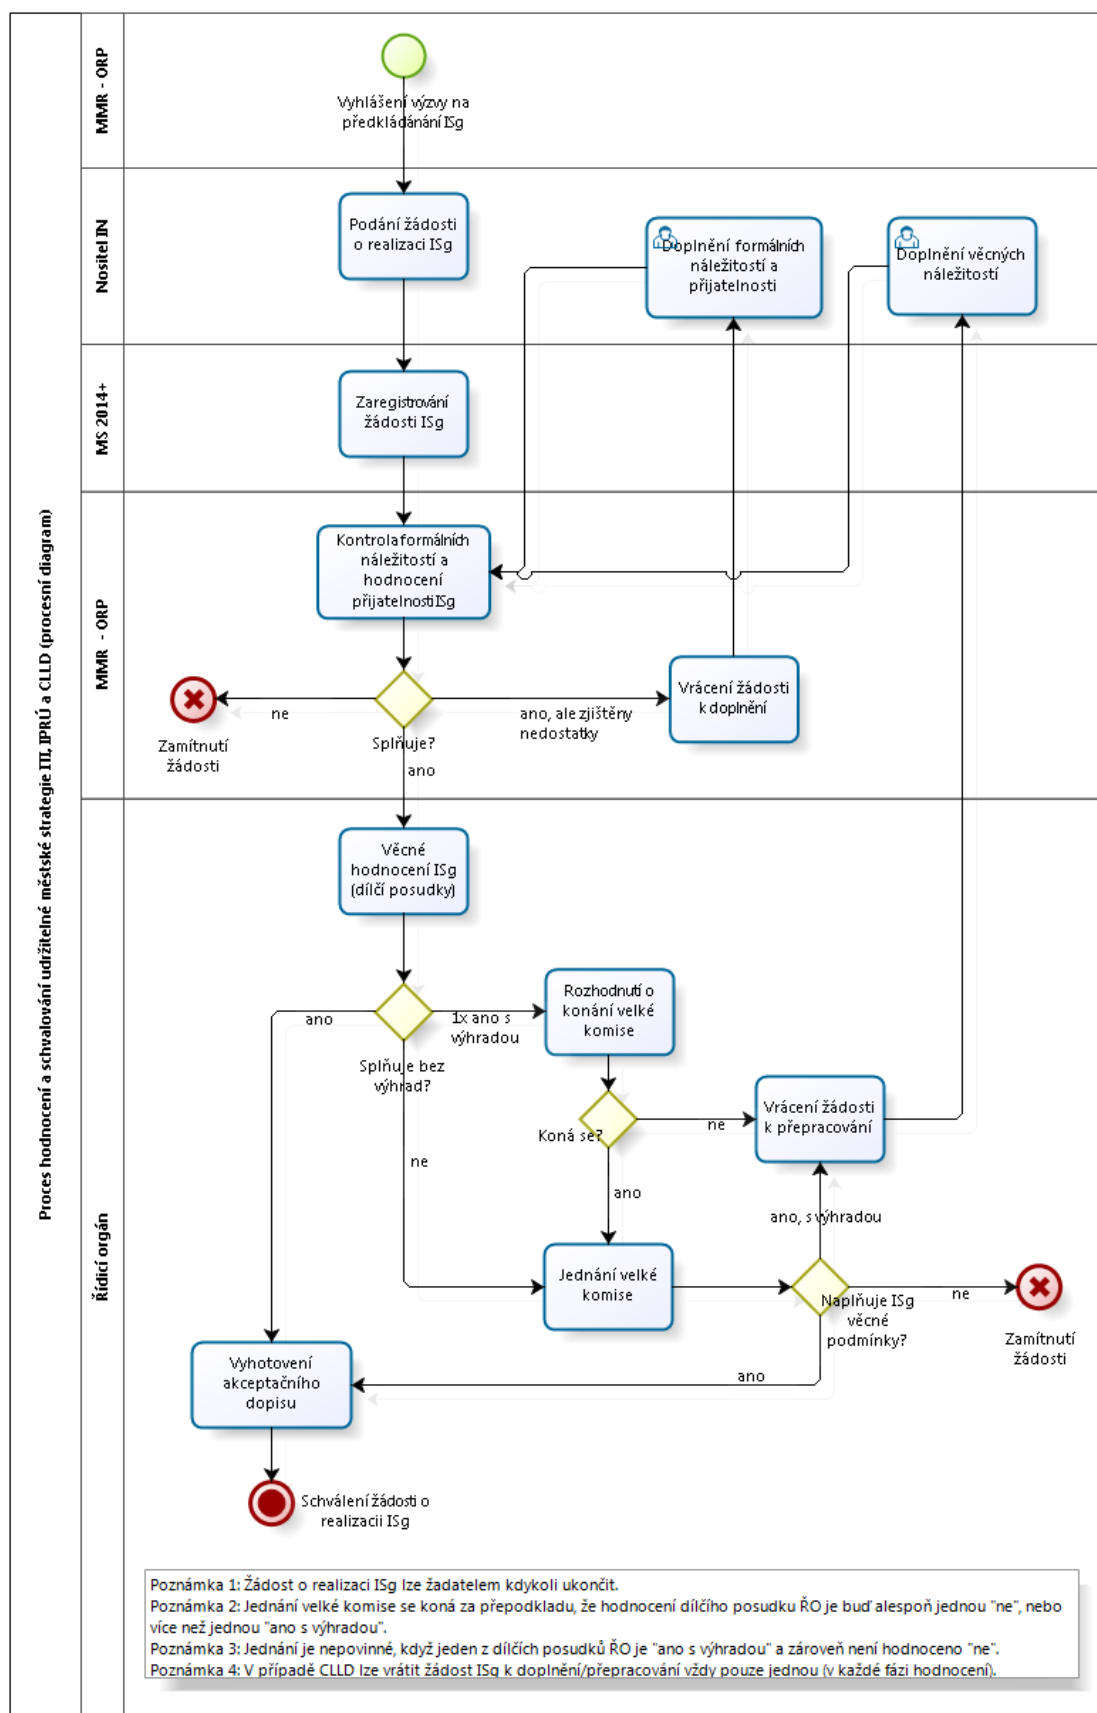 Proces hodnocení a schvalování udržitelné městské strategie ITI, IPRÚ a CLLD (procesní diagram)
MMR - ORP
Vyhlášení výzvy na
předkládánání ISg
Nositel IN
Podání žádosti
o realizaci ISg
Doplnění formálních
náležitostí a
přijatelnosti
Doplnění věcných
náležitostí
MS 2014+
Zaregistrování
žádosti ISg
MMR - ORP
Kontrola formálních
náležitostí a
hodnocení
přijatelnosti ISg
Zamítnutí
žádosti
ne
Splňuje?
ano
ano, ale zjištěny
nedostatky
Vrácení žádosti
k doplnění
Řídicí orgán
Věcné
hodnocení ISg
(dílčí posudky)
ano
Splňuje bez
výhrad?
1x ano s
výhradou
Rozhodnutí o
konání velké
komise
ne
Koná se?
ne
Vrácení žádosti
k přepracování
ano
ano, s výhradou
Jednání velké
komise
Naplňuje ISg
věcné
podmínky?
ne
Zamítnutí
žádosti
ano
Vyhotovení
akceptačního
dopisu
Schválení žádosti o
realizacii ISg
Poznámka 1: Žádost o realizaci ISg lze žadatelem kdykoli ukončit.
Poznámka 2: Jednání velké komise se koná za přepodkladu, že hodnocení dílčího posudku ŘO je buď alespoň jednou "ne", nebo
více než jednou "ano s výhradou".
Poznámka 3: Jednání je nepovinné, když jeden z dílčích posudků ŘO je "ano s výhradou" a zároveň není hodnoceno "ne".
Poznámka 4: V případě CLLD lze vrátit žádost ISg k doplnění/přepracování vždy pouze jednou (v každé fázi hodnocení).